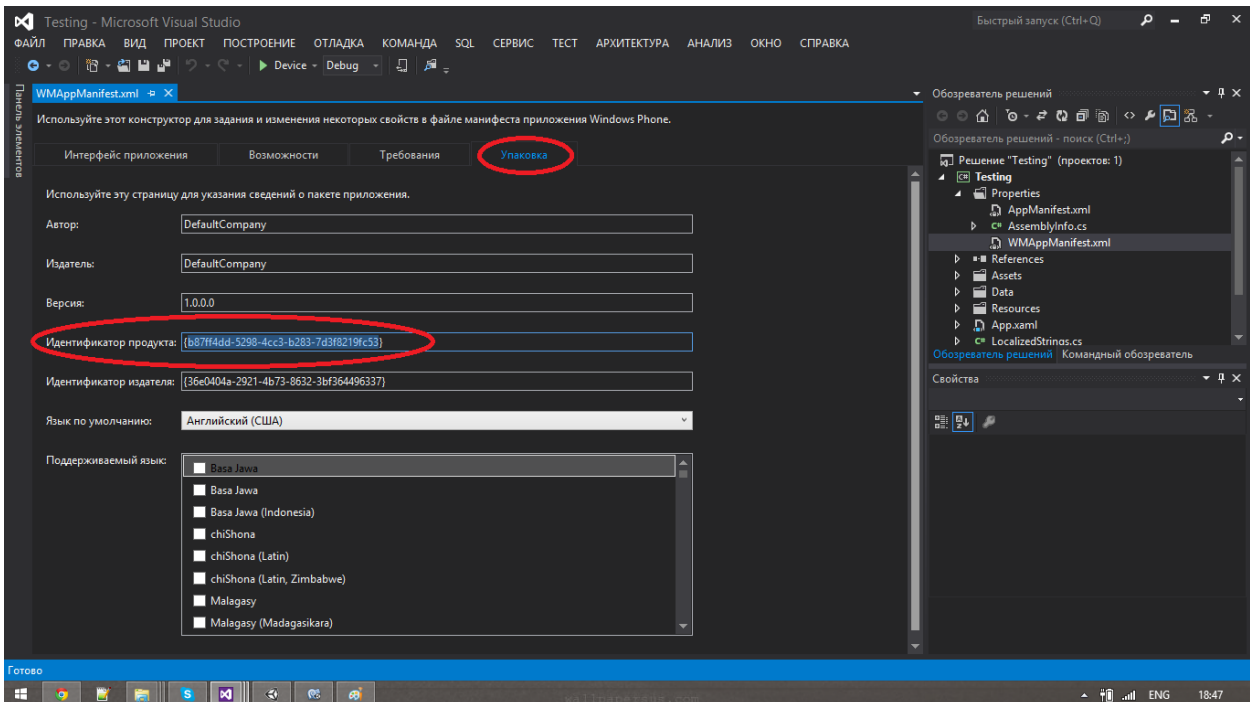 Testing - Microsoft Visual Studio
Быстрый запуск (Ctrl+Q)
ФАЙЛ ПРАВКА ВИД ПРОЕКТ ПОСТРОЕНИЕ ОТЛАДКА КОМАНДА SQL СЕРВИС ТЕСТ АРХИТЕКТУРА АНАЛИЗ ОКНО СПРАВКА
Device Debug
Панель элементов
WMAppManifest.xml
Используйте этот конструктор для задания и изменения некоторых свойств в файле манифеста приложения Windows Phone.
Интерфейс приложения Возможности Требования Упаковка
Используйте эту страницу для указания сведений о пакете приложения.
Автор: DefaultCompany
Издатель: DefaultCompany
Версия: 1.0.0.0
Идентификатор продукта: {b87ff4dd-5298-4cc3-b283-7d3f8219fc53}
Идентификатор издателя: {36e0404a-2921-4b73-8632-3bf364496337}
Язык по умолчанию: Английский (США)
Поддерживаемый язык:
Basa Jawa
Basa Jawa
Basa Jawa (Indonesia)
chiShona
chiShona (Latin)
chiShona (Latin, Zimbabwe)
Malagasy
Malagasy (Madagasikara)
Обозреватель решений
Обозреватель решений - поиск (Ctrl+;)
Решение "Testing" (проектов: 1)
C# Testing
Properties
AppManifest.xml
C# AssemblyInfo.cs
WMAppManifest.xml
References
Assets
Data
Resources
App.xaml
C# LocalizedStrings.cs
Обозреватель решений Командный обозреватель
Свойства
Готово
wallpapersus.com
ENG 18:47